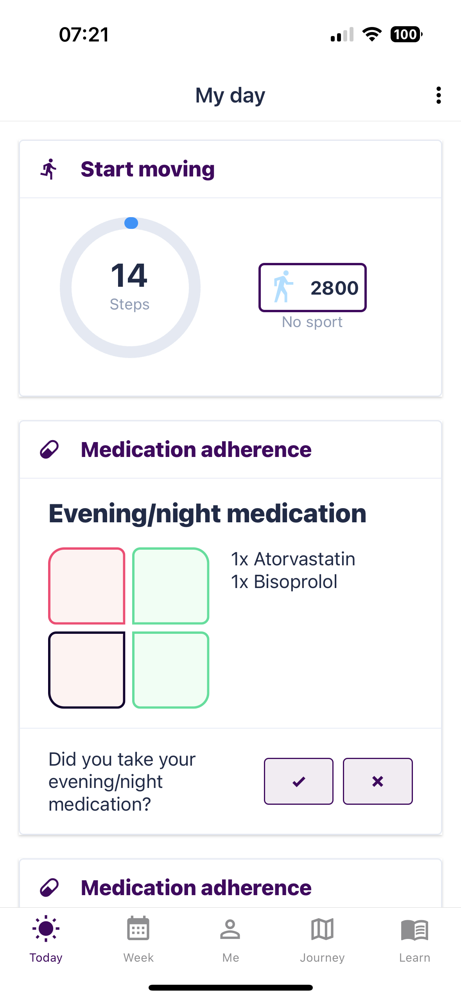 07:21
100
My day
Start moving
14
Steps
2800
No sport
Medication adherence
Evening/night medication
1x Atorvastatin
1x Bisoprolol
Did you take your
evening/night
medication?
Medication adherence
Today
Week
Me
Journey
Learn